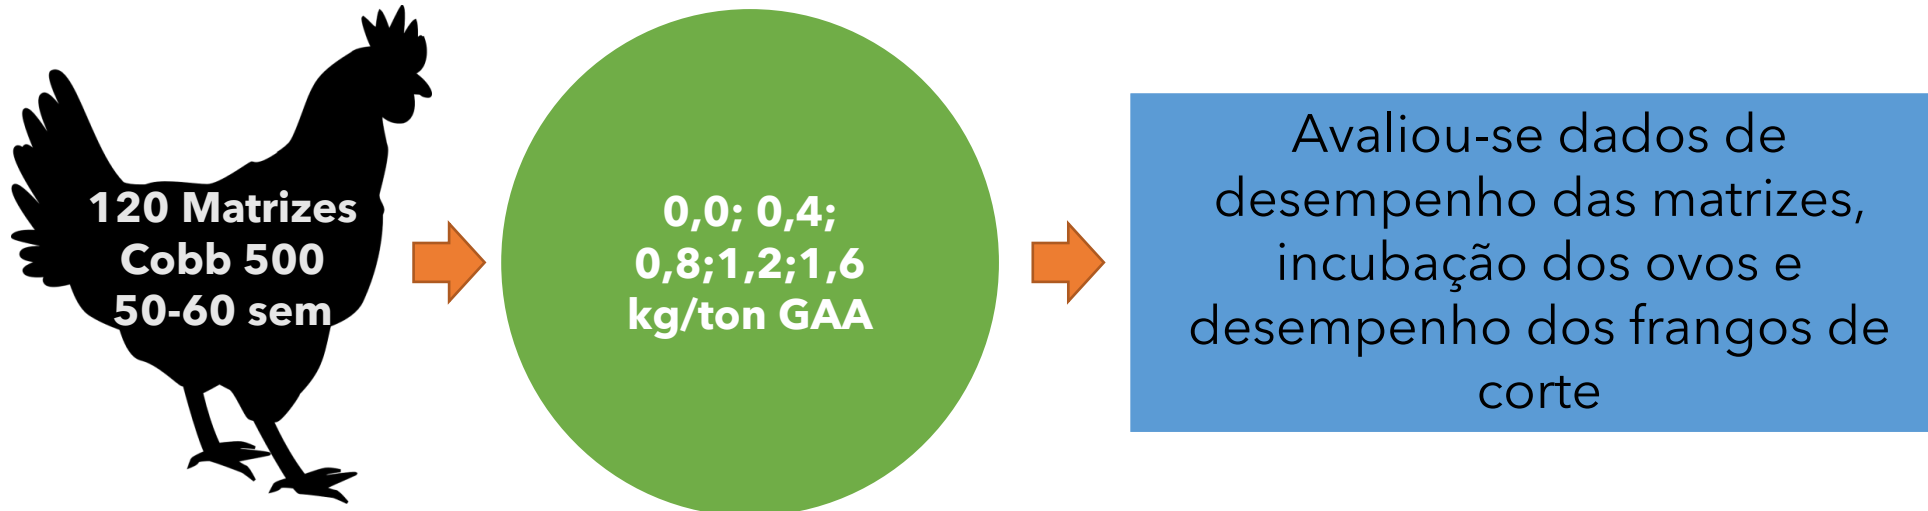 120 Matrizes
Cobb 500
50-60 sem
0,0; 0,4;
0,8;1,2;1,6
kg/ton GAA
Avaliou-se dados de
desempenho das matrizes,
incubação dos ovos e
desempenho dos frangos de
corte